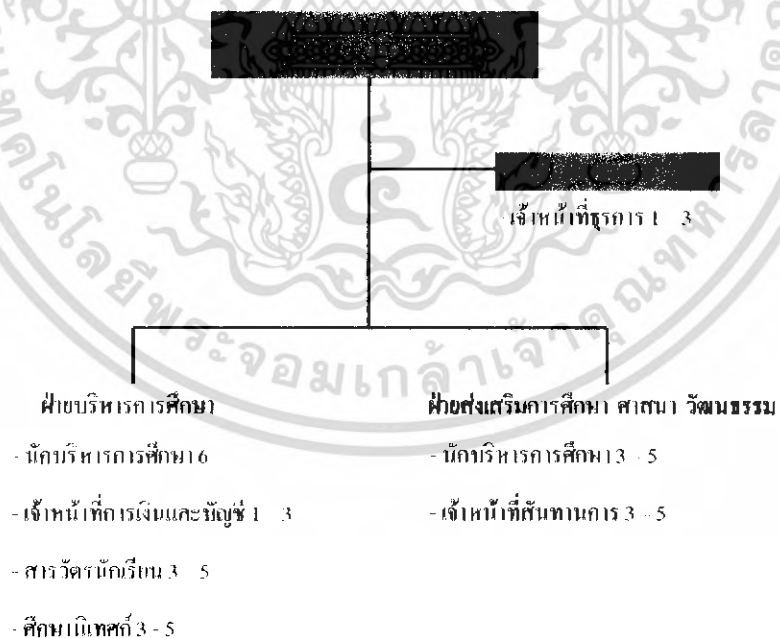 เจ้าหน้าที่ธุรการ 1 3
ฝ่ายบริหารการศึกษา
- นักบริหารการศึกษา 6
- เจ้าหน้าที่การเงินและบัญชี 1 3
- สารวัตรนักเรียน 3 5
- ศึกษานิเทศก์ 3 - 5
ฝ่ายส่งเสริมการศึกษา ศาสนา วัฒนธรรม
- นักบริหารการศึกษา 3 - 5
- เจ้าหน้าที่สันทนาการ 3 - 5